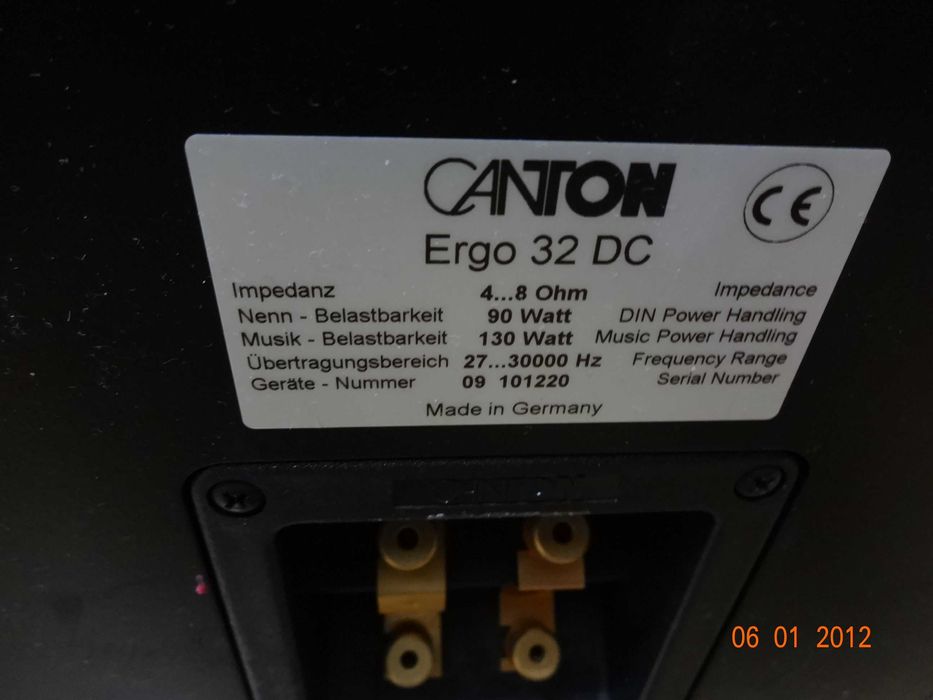 CANTON
CE
Ergo 32 DC
Impedanz 4...8 Ohm Impedance
Nenn - Belastbarkeit 90 Watt DIN Power Handling
Musik - Belastbarkeit 130 Watt Music Power Handling
Übertragungsbereich 27...30000 Hz Frequency Range
Geräte - Nummer 09 101220 Serial Number
Made in Germany
CANTON
06 01 2012